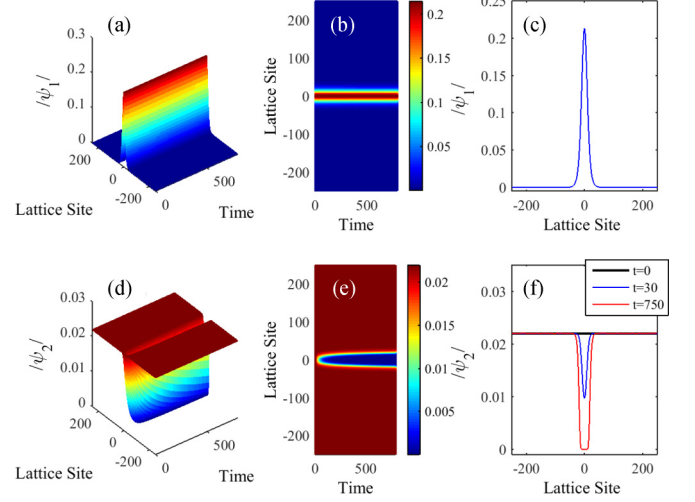 (a)
0.3
0.2
0.1
0
|ψ₁|
200
0
-200
0
500
Lattice Site
Time
(b)
200
100
0
-100
-200
Lattice Site
0
500
Time
0.2
0.15
0.1
0.05
|ψ₁|
(c)
0.25
0.2
0.15
0.1
0.05
0
-200
0
200
Lattice Site
(d)
0.03
0.02
0.01
0
|ψ₂|
200
0
-200
0
500
Lattice Site
Time
(e)
200
100
0
-100
-200
Lattice Site
0
500
Time
0.02
0.015
0.01
0.005
|ψ₂|
t=0
t=30
t=750
(f)
0.03
0.02
0.01
0
-200
0
200
Lattice Site